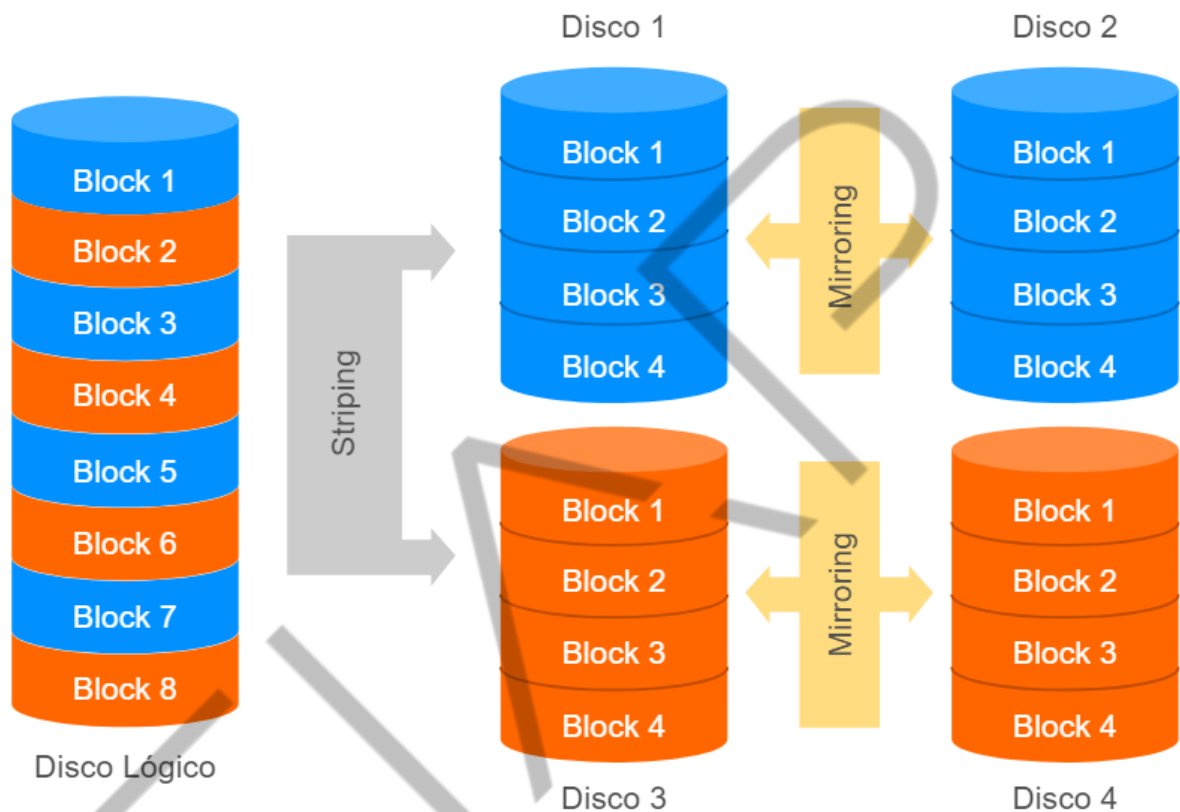 Disco 1
Disco 2
Block 1
Block 2
Block 3
Block 4
Block 5
Block 6
Block 7
Block 8
Disco Lógico
Striping
Block 1
Block 2
Block 3
Block 4
Mirroring
Block 1
Block 2
Block 3
Block 4
Block 1
Block 2
Block 3
Block 4
Disco 3
Mirroring
Block 1
Block 2
Block 3
Block 4
Disco 4